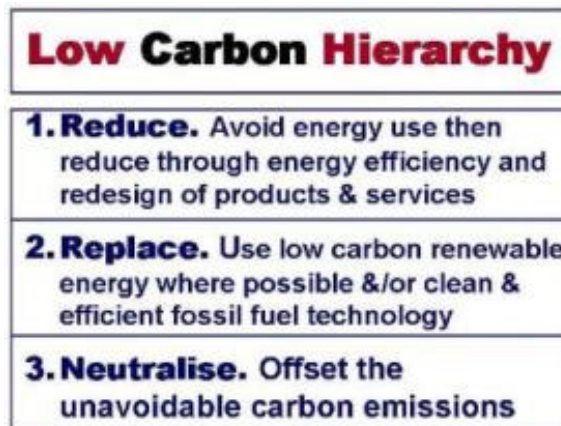 Low Carbon Hierarchy
1. Reduce. Avoid energy use then
reduce through energy efficiency and
redesign of products & services
2. Replace. Use low carbon renewable
energy where possible &/or clean &
efficient fossil fuel technology
3. Neutralise. Offset the
unavoidable carbon emissions